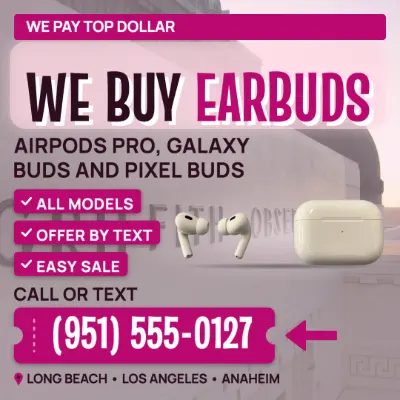 WE PAY TOP DOLLAR
WE BUY EARBUDS
AIRPODS PRO, GALAXY
BUDS AND PIXEL BUDS
ALL MODELS
OFFER BY TEXT
EASY SALE
CALL OR TEXT
(951) 555-0127
LONG BEACH • LOS ANGELES • ANAHEIM